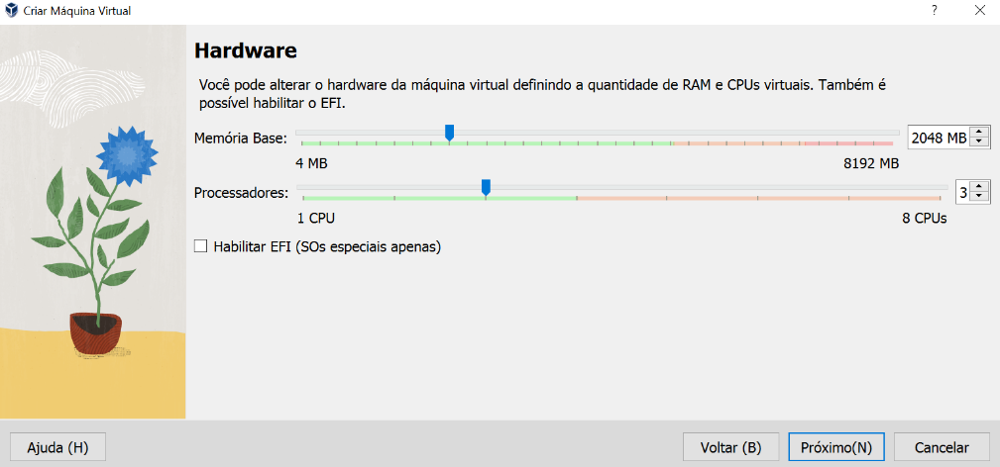 Criar Máquina Virtual
Hardware
Você pode alterar o hardware da máquina virtual definindo a quantidade de RAM e CPUs virtuais. Também é
possível habilitar o EFI.
Memória Base:
2048 MB
4 MB
8192 MB
Processadores:
3
1 CPU
8 CPUs
Habilitar EFI (SOs especiais apenas)
Ajuda (H)
Voltar (B)
Próximo(N)
Cancelar